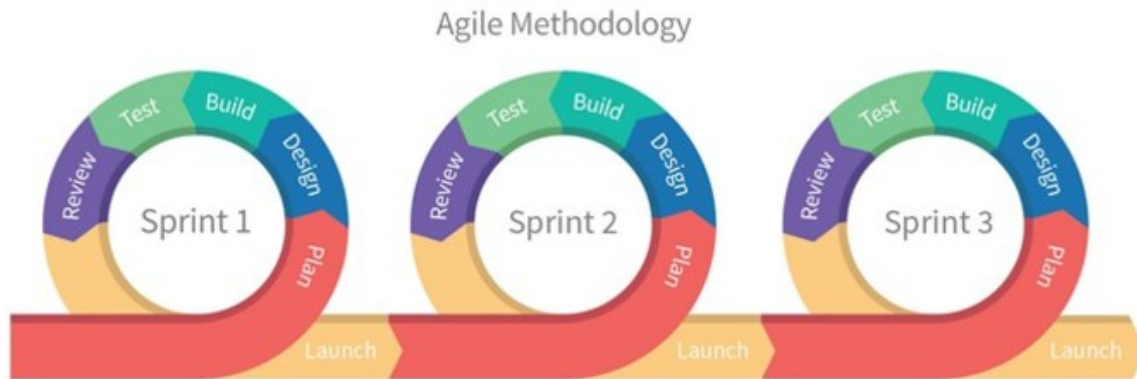 Agile Methodology
Test
Build
Review
Design
Sprint 1
Plan
Launch
Test
Build
Review
Design
Sprint 2
Plan
Launch
Test
Build
Review
Design
Sprint 3
Plan
Launch